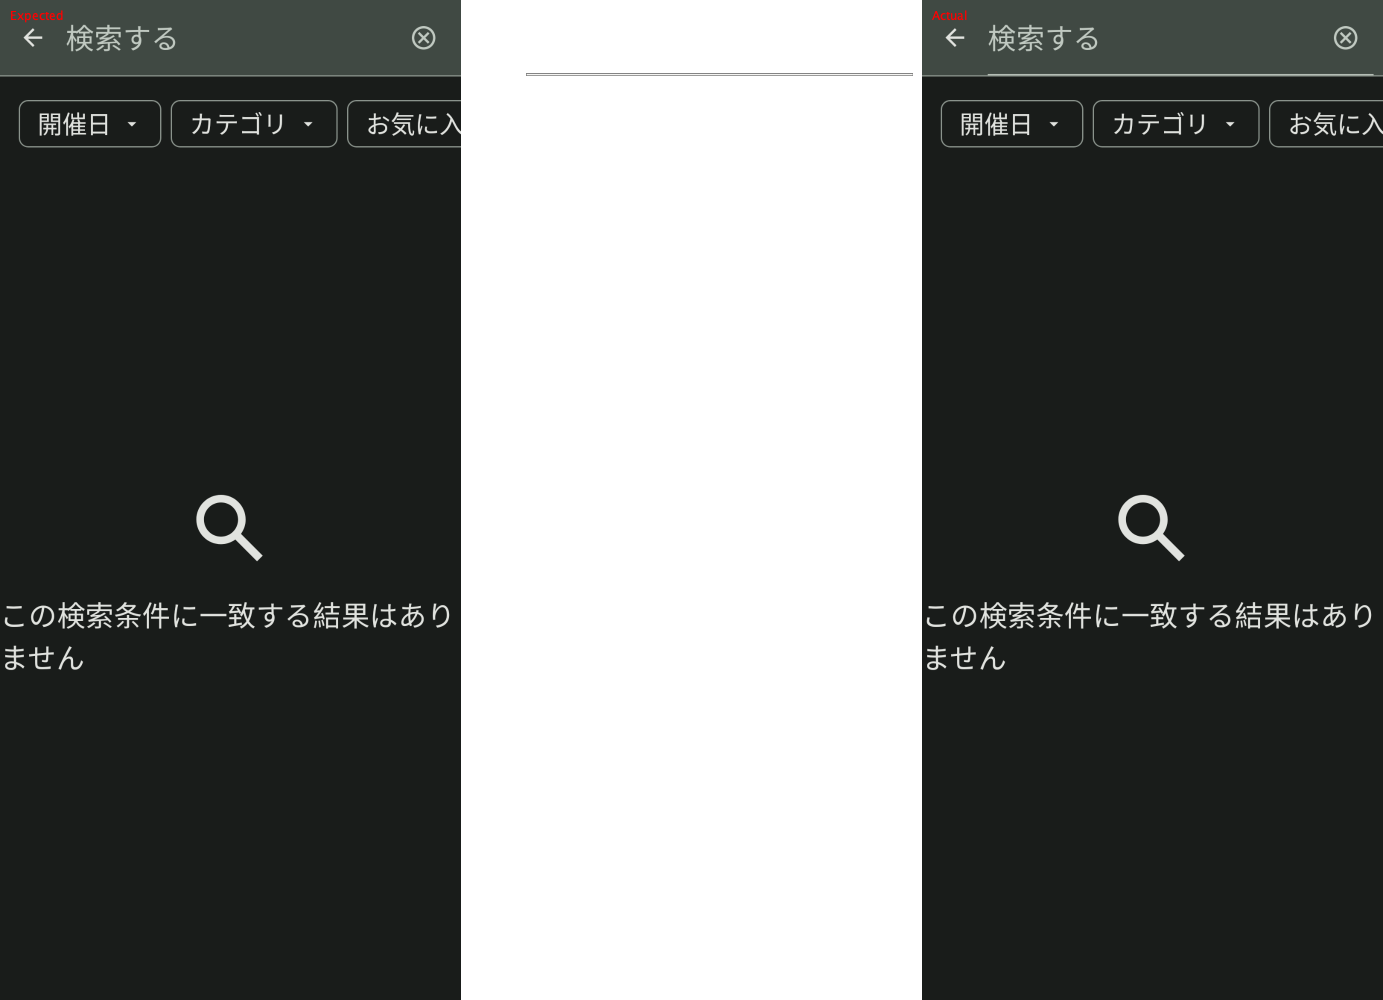 Expected
検索する
開催日
カテゴリ
お気に入
この検索条件に一致する結果はあり
ません
Actual
検索する
開催日
カテゴリ
お気に入
この検索条件に一致する結果はあり
ません